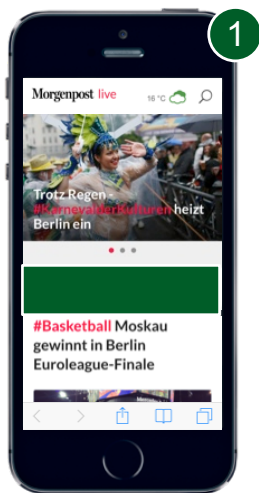 1
Morgenpost live
16 °C
Trotz Regen -
#KarnevalderKulturen heizt
Berlin ein
#Basketball Moskau
gewinnt in Berlin
Euroleague-Finale